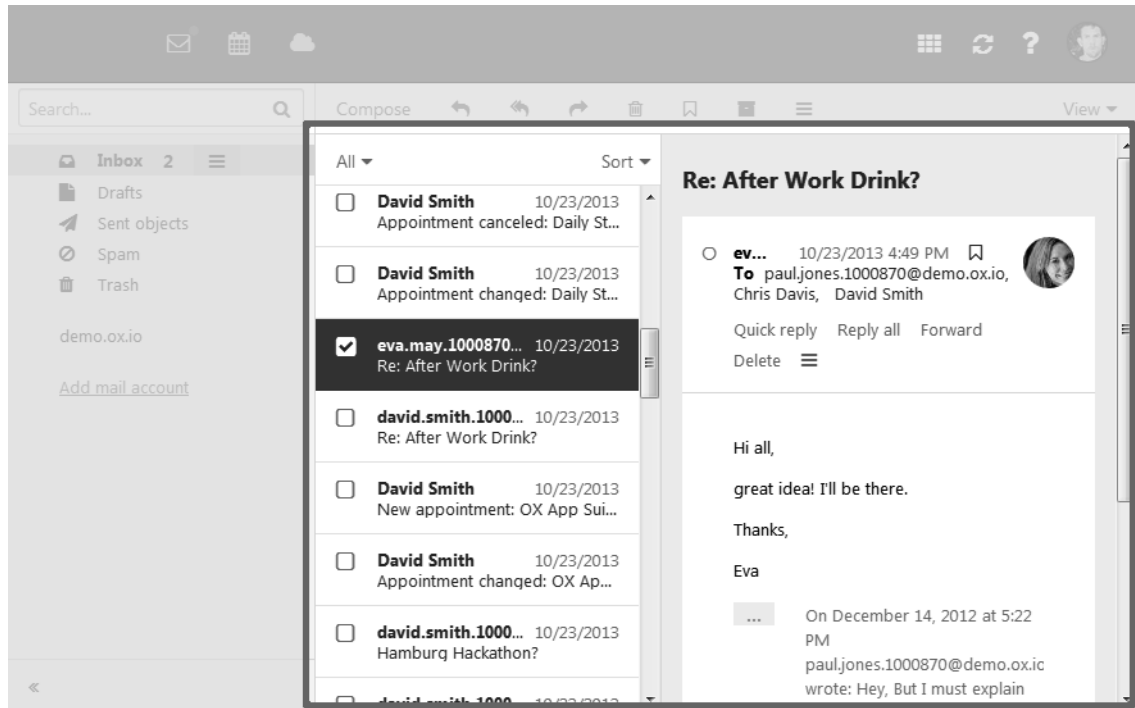 Search...
Compose
View
Inbox 2
Drafts
Sent objects
Spam
Trash
demo.ox.io
Add mail account
All
Sort
David Smith 10/23/2013
Appointment canceled: Daily St...
David Smith 10/23/2013
Appointment changed: Daily St...
eva.may.1000870... 10/23/2013
Re: After Work Drink?
david.smith.1000... 10/23/2013
Re: After Work Drink?
David Smith 10/23/2013
New appointment: OX App Sui...
David Smith 10/23/2013
Appointment changed: OX Ap...
david.smith.1000... 10/23/2013
Hamburg Hackathon?
david.smith.1000... 10/23/2013
Re: After Work Drink?
ev... 10/23/2013 4:49 PM
To paul.jones.1000870@demo.ox.io,
Chris Davis, David Smith
Quick reply Reply all Forward
Delete
Hi all,
great idea! I'll be there.
Thanks,
Eva
... On December 14, 2012 at 5:22
PM
paul.jones.1000870@demo.ox.io
wrote: Hey, But I must explain